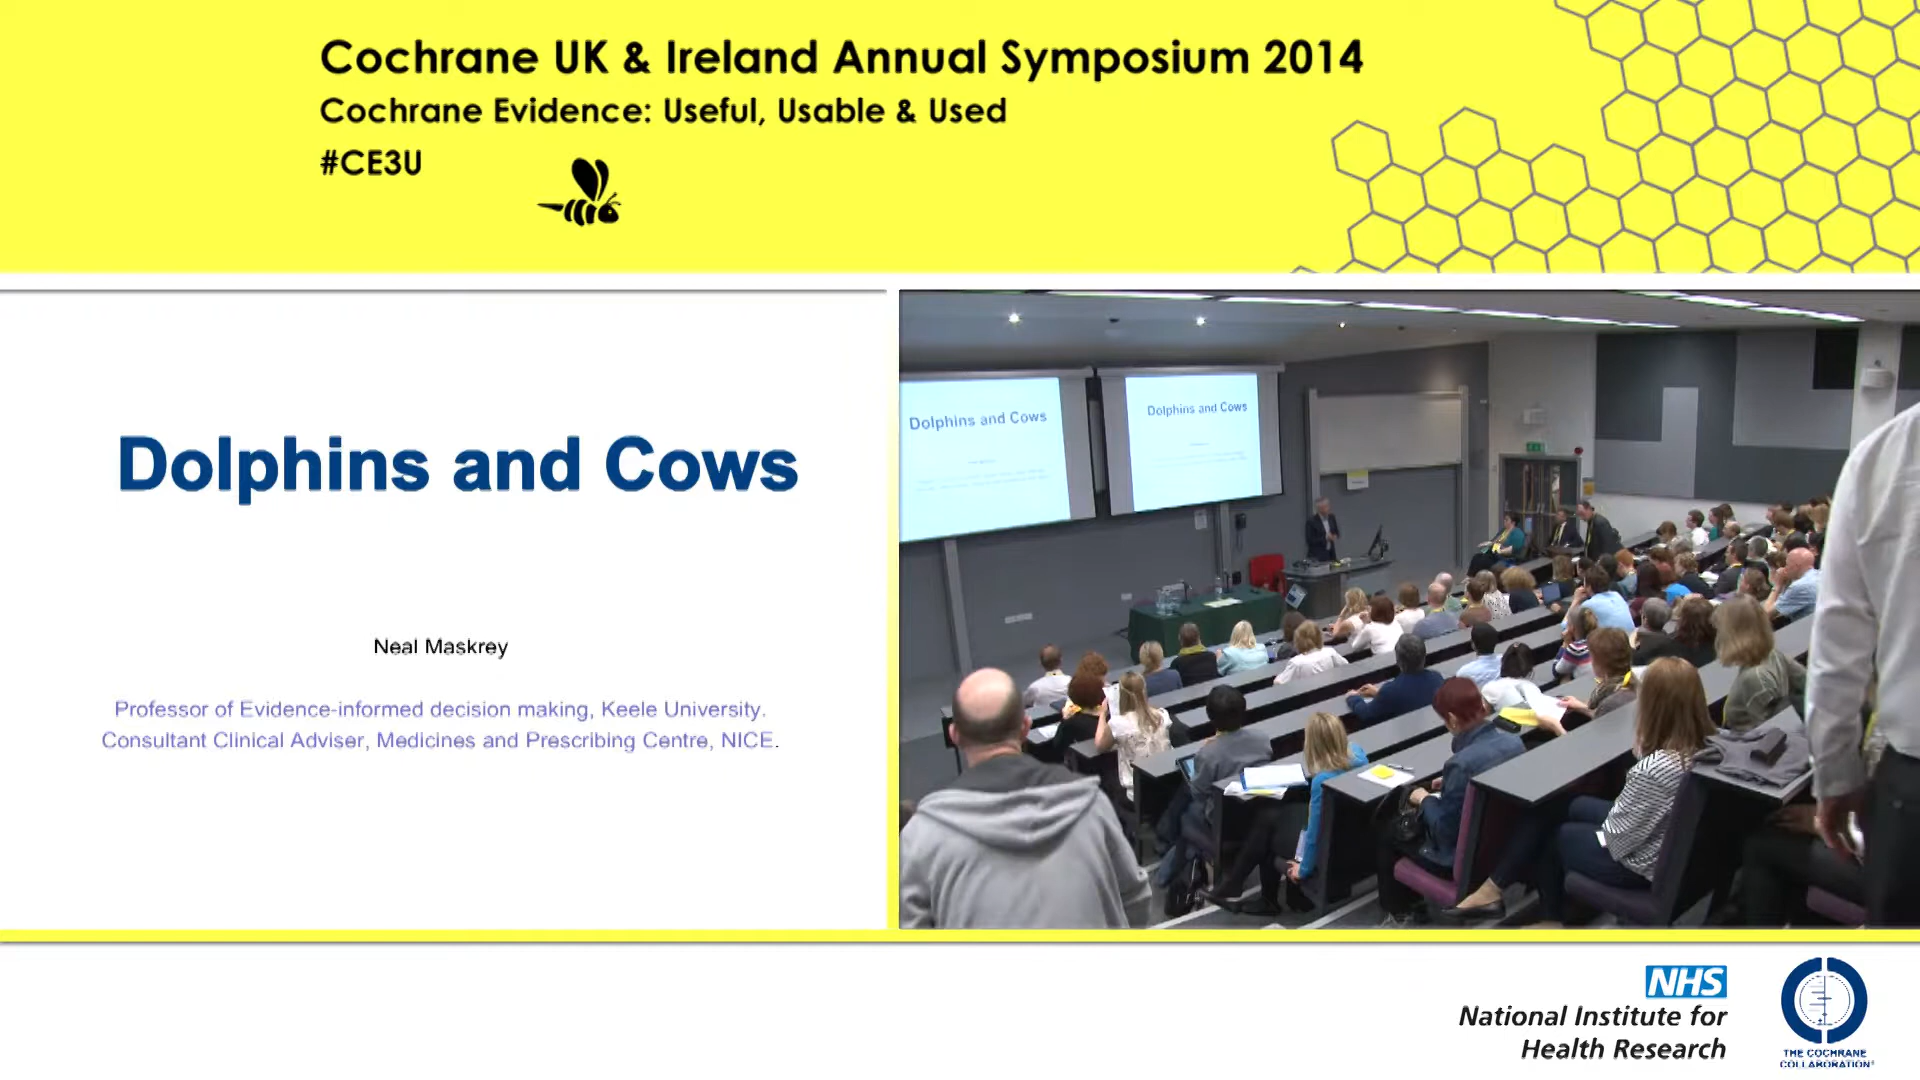 Cochrane UK & Ireland Annual Symposium 2014
Cochrane Evidence: Useful, Usable & Used
#CE3U
Dolphins and Cows
Neal Maskrey
Professor of Evidence-informed decision making, Keele University.
Consultant Clinical Adviser, Medicines and Prescribing Centre, NICE.
Dolphins and Cows
Dolphins and Cows
NHS
National Institute for
Health Research
THE COCHRANE
COLLABORATION®